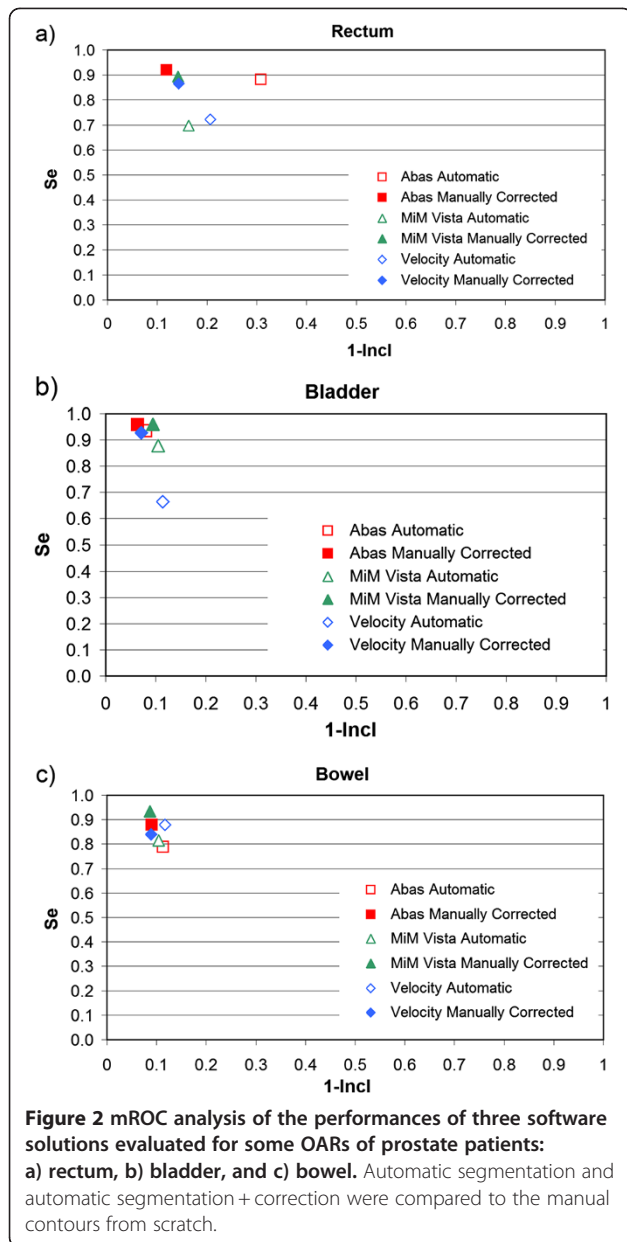 a)
Rectum
1.0
0.9
0.8
0.7
0.6
0.5
0.4
0.3
0.2
0.1
0.0
Se
Abas Automatic
Abas Manually Corrected
MiM Vista Automatic
MiM Vista Manually Corrected
Velocity Automatic
Velocity Manually Corrected
0 0.1 0.2 0.3 0.4 0.5 0.6 0.7 0.8 0.9 1
1-Incl
b)
Bladder
1.0
0.9
0.8
0.7
0.6
0.5
0.4
0.3
0.2
0.1
0.0
Se
Abas Automatic
Abas Manually Corrected
MiM Vista Automatic
MiM Vista Manually Corrected
Velocity Automatic
Velocity Manually Corrected
0 0.1 0.2 0.3 0.4 0.5 0.6 0.7 0.8 0.9 1
1-Incl
c)
Bowel
1.0
0.9
0.8
0.7
0.6
0.5
0.4
0.3
0.2
0.1
0.0
Se
Abas Automatic
Abas Manually Corrected
MiM Vista Automatic
MiM Vista Manually Corrected
Velocity Automatic
Velocity Manually Corrected
0 0.1 0.2 0.3 0.4 0.5 0.6 0.7 0.8 0.9 1
1-Incl
Figure 2 mROC analysis of the performances of three software
solutions evaluated for some OARs of prostate patients:
a) rectum, b) bladder, and c) bowel. Automatic segmentation and
automatic segmentation + correction were compared to the manual
contours from scratch.